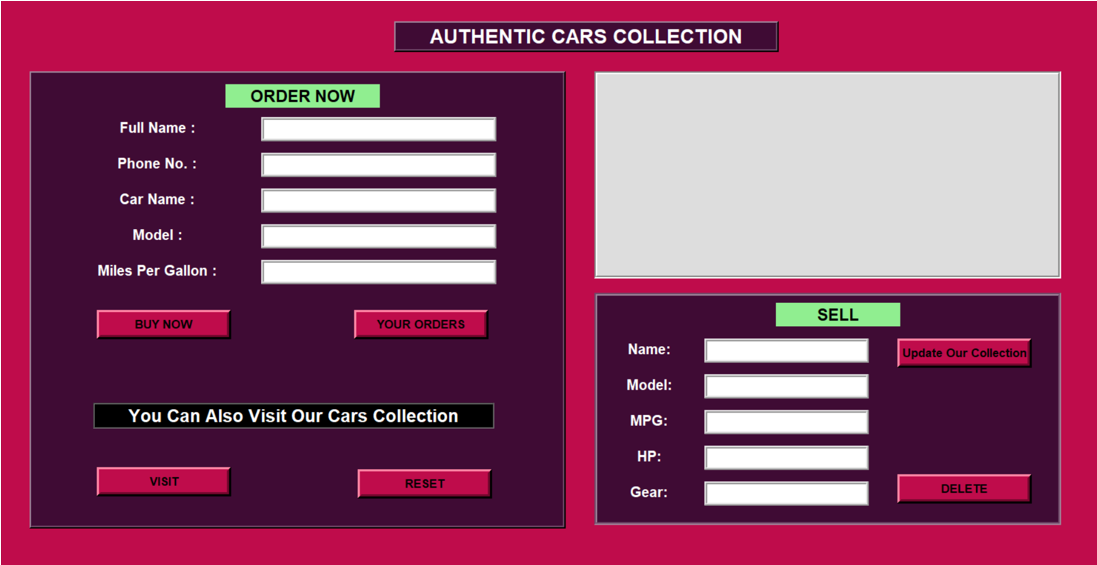 AUTHENTIC CARS COLLECTION
ORDER NOW
Full Name :
Phone No. :
Car Name :
Model :
Miles Per Gallon :
BUY NOW
YOUR ORDERS
You Can Also Visit Our Cars Collection
VISIT
RESET
SELL
Name:
Update Our Collection
Model:
MPG:
HP:
Gear:
DELETE